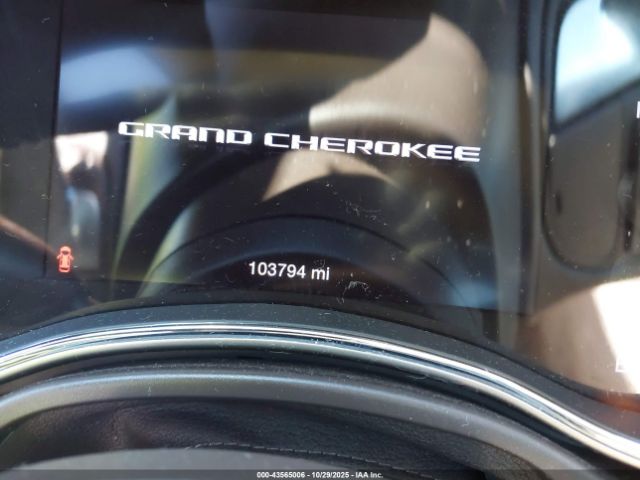 GRAND CHEROKEE
103794 mi
000-43565006 | 10/29/2025 | IAA Inc.